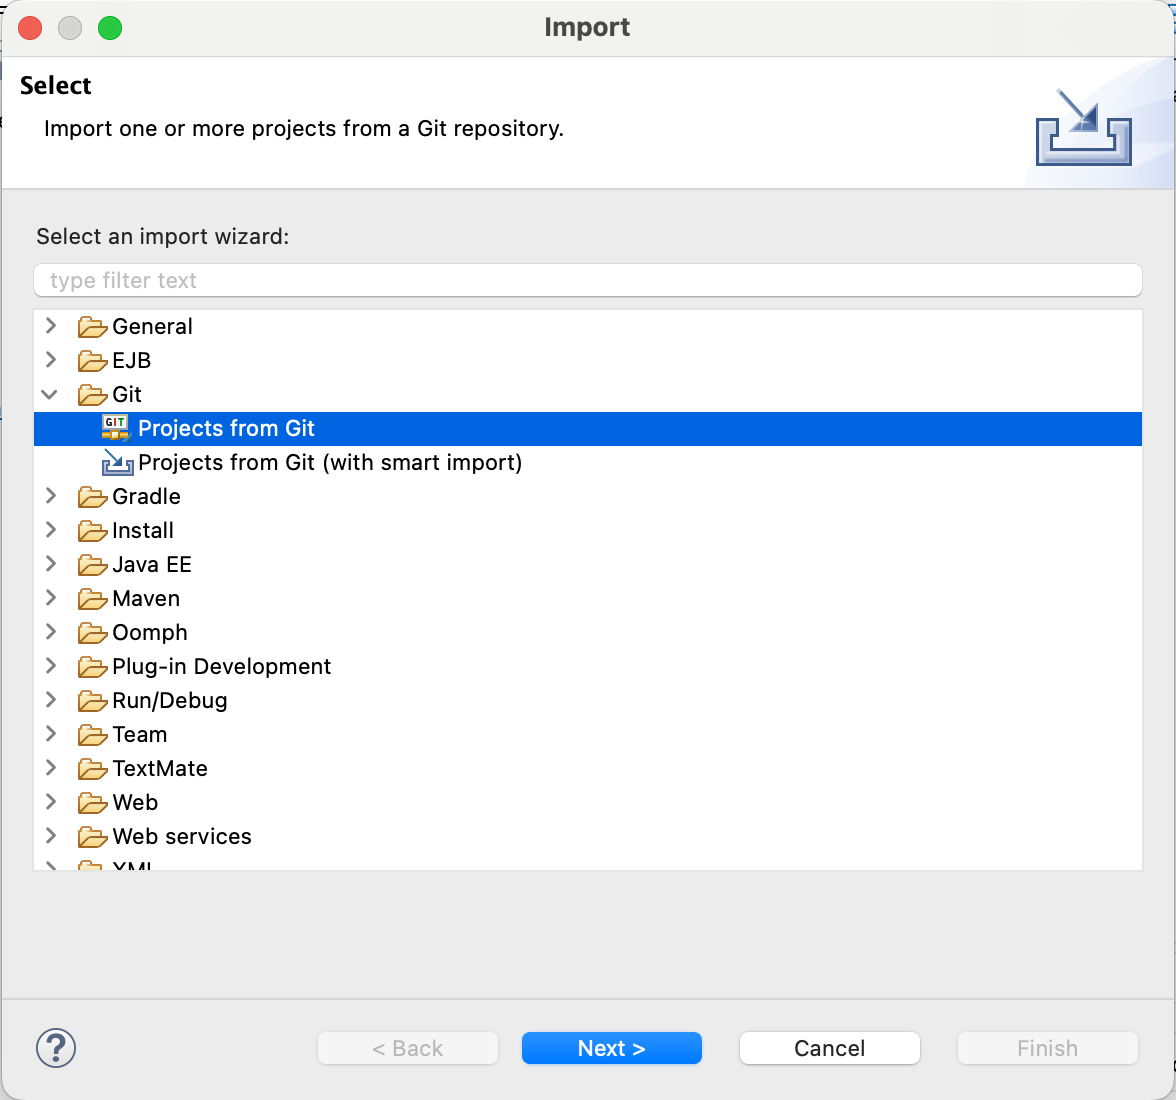 Import
Select
Import one or more projects from a Git repository.
Select an import wizard:
type filter text
General
EJB
Git
GIT Projects from Git
Projects from Git (with smart import)
Gradle
Install
Java EE
Maven
Oomph
Plug-in Development
Run/Debug
Team
TextMate
Web
Web services
XML
? < Back Next > Cancel Finish